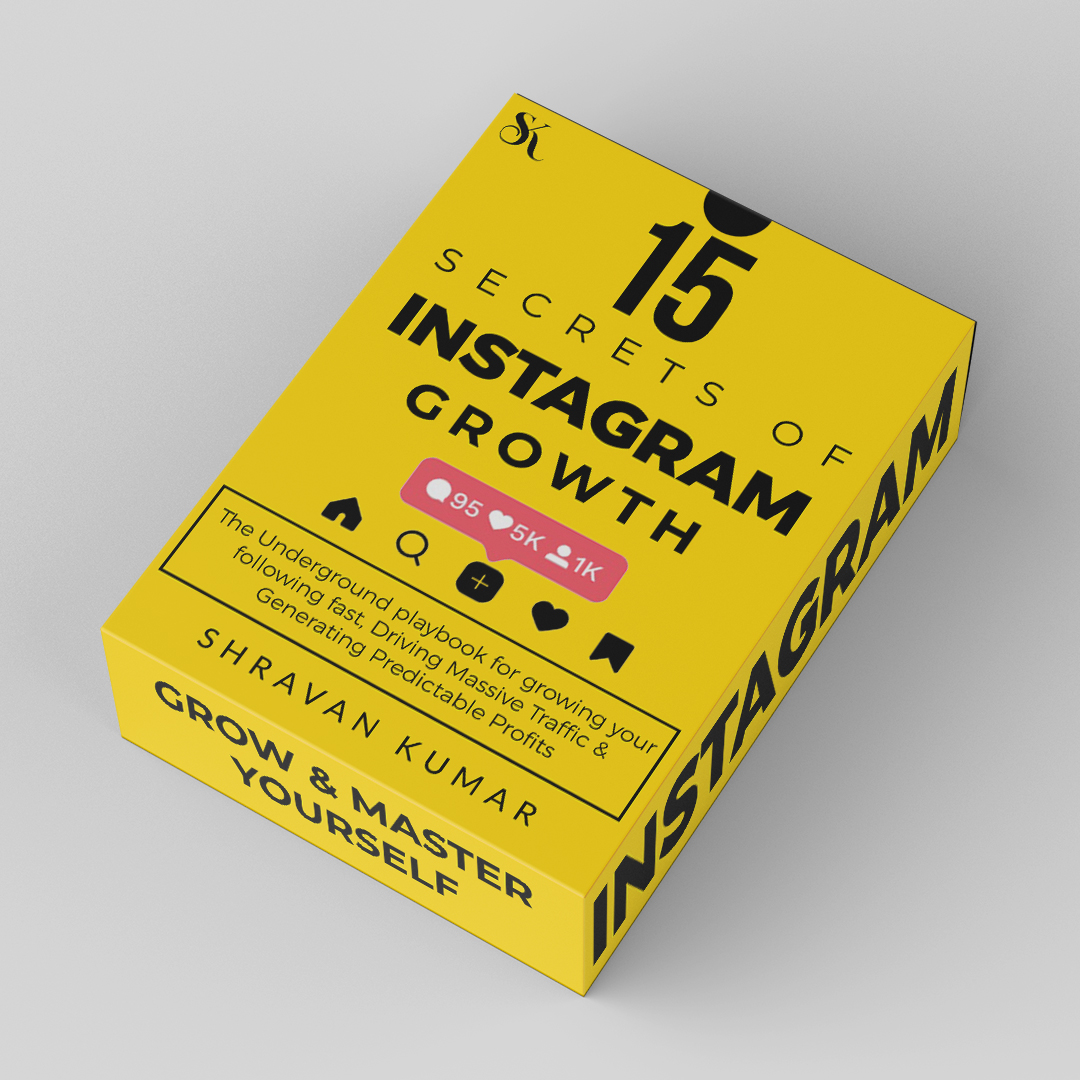 SK
15
SECRETS OF
INSTAGRAM
GROWTH
95 5K 1K
The Underground playbook for growing your
following fast, Driving Massive Traffic &
Generating Predictable Profits
SHRAVAN KUMAR
GROW & MASTER
YOURSELF
INSTAGRAM